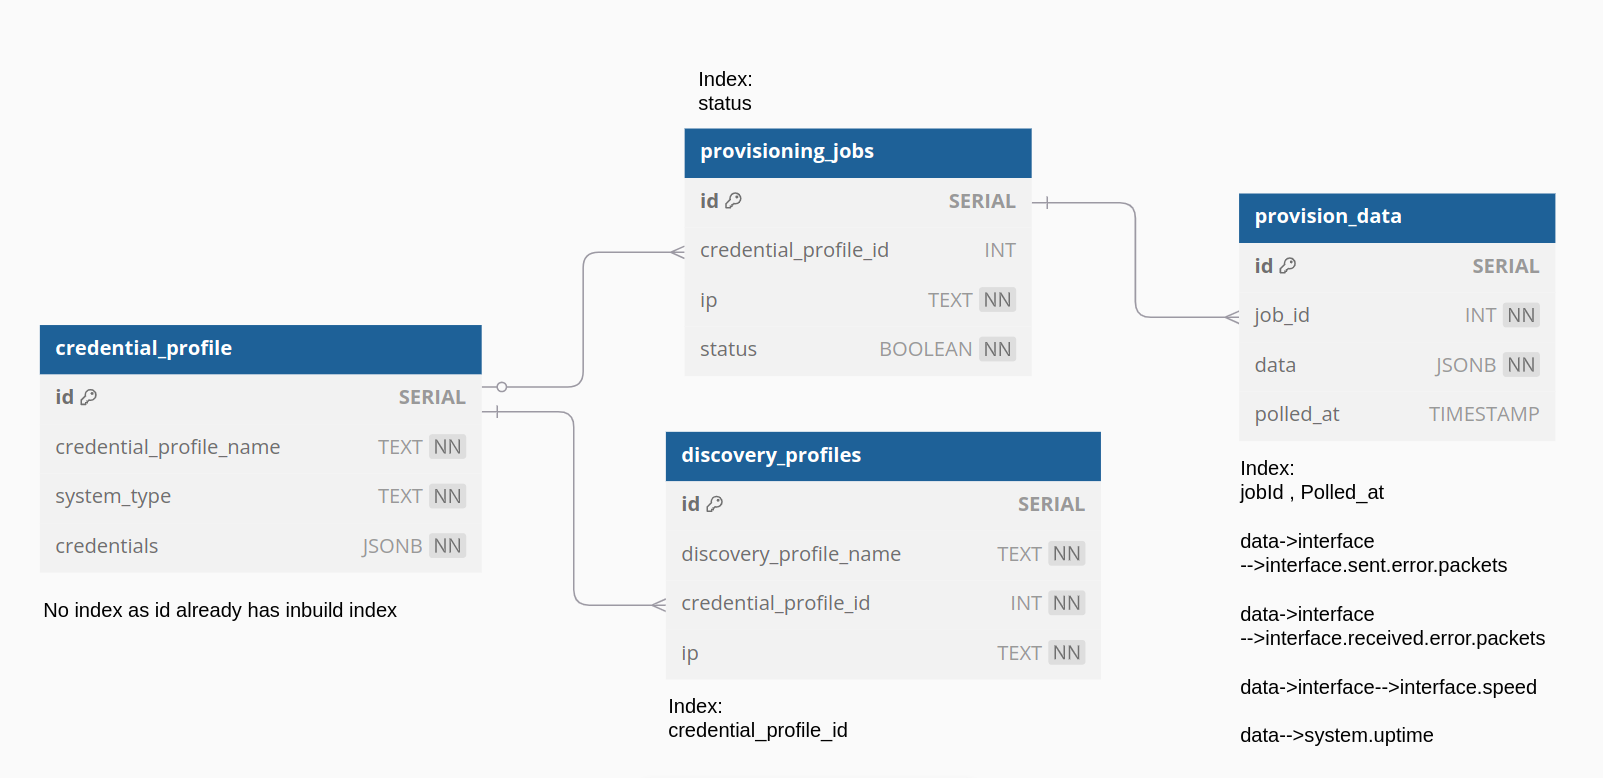 Index:
status
provisioning_jobs
id SERIAL
credential_profile_id INT
ip TEXT NN
status BOOLEAN NN
provision_data
id SERIAL
job_id INT NN
data JSONB NN
polled_at TIMESTAMP
Index:
jobId , Polled_at
data->interface
-->interface.sent.error.packets
data->interface
-->interface.received.error.packets
data->interface-->interface.speed
data-->system.uptime
credential_profile
id SERIAL
credential_profile_name TEXT NN
system_type TEXT NN
credentials JSONB NN
No index as id already has inbuild index
discovery_profiles
id SERIAL
discovery_profile_name TEXT NN
credential_profile_id INT NN
ip TEXT NN
Index:
credential_profile_id